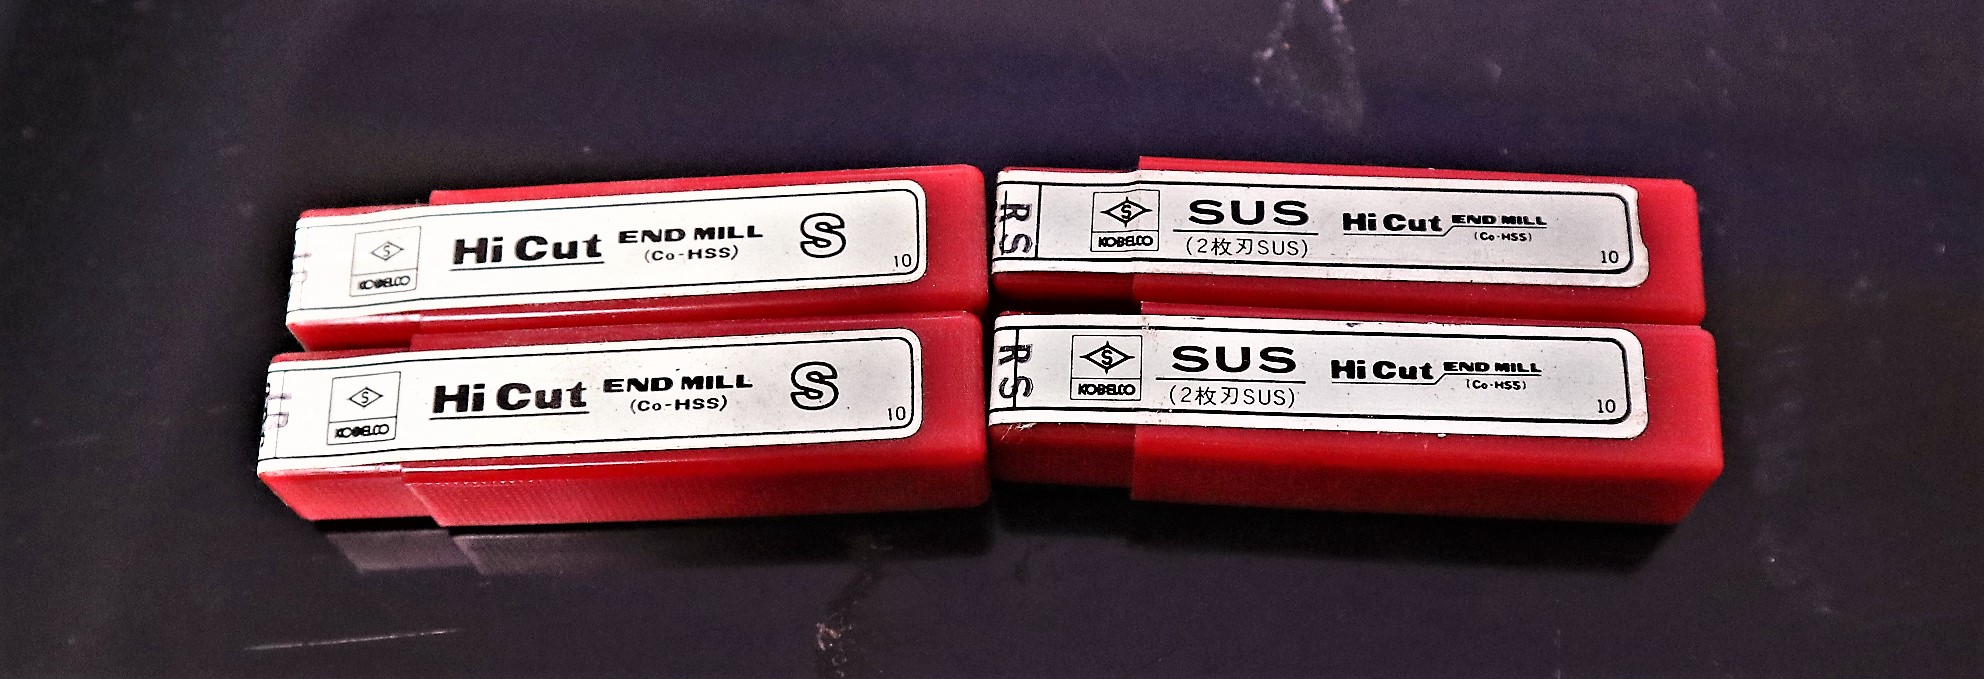 Hi Cut END MILL S
(Co-HSS)
KOBELCO
10
RS
S
KOBELCO
SUS
(2枚刃SUS)
Hi Cut END MILL
(Co-HSS)
10
Hi Cut END MILL S
(Co-HSS)
KOBELCO
10
RS
S
KOBELCO
SUS
(2枚刃SUS)
Hi Cut END MILL
(Co-HSS)
10